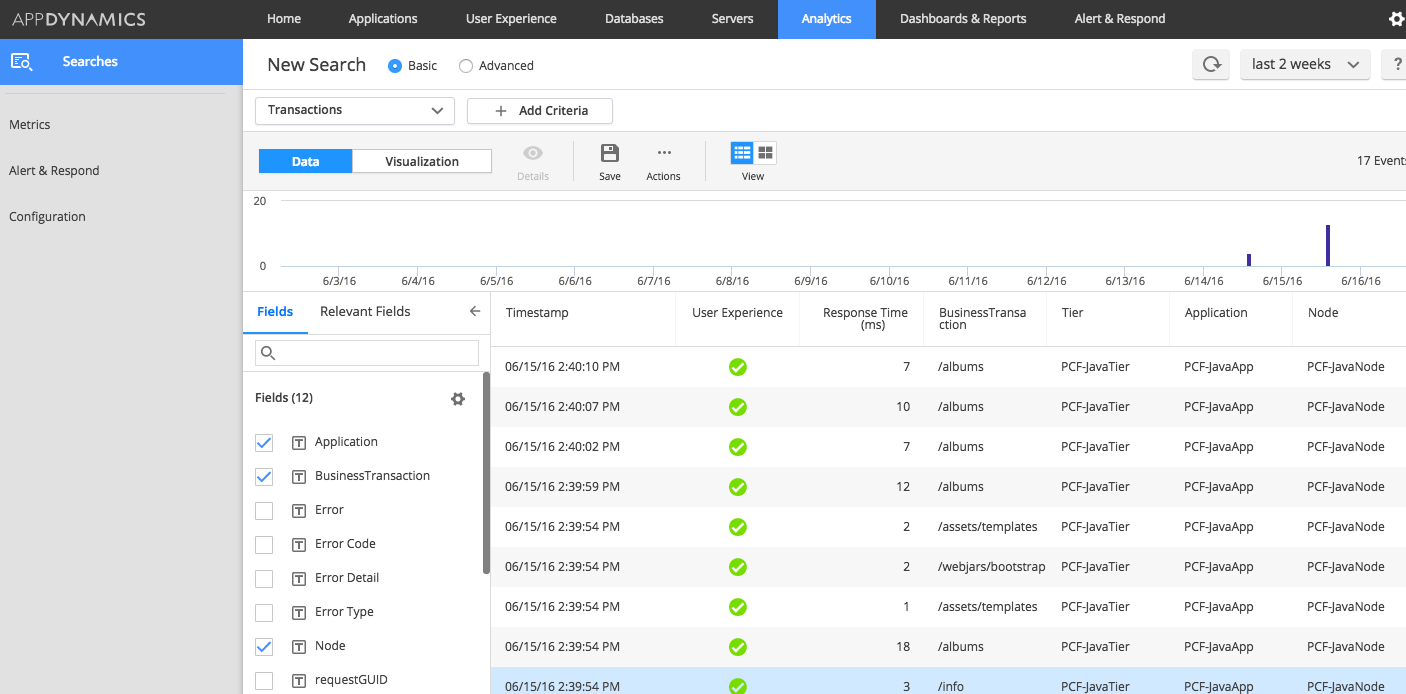 APPDYNAMICS Home Applications User Experience Databases Servers Analytics Dashboards & Reports Alert & Respond
Searches
New Search Basic Advanced last 2 weeks ?
Metrics
Transactions + Add Criteria
Alert & Respond
Data Visualization Details Save Actions View 17 Event
Configuration
20
0
6/3/16 6/4/16 6/5/16 6/6/16 6/7/16 6/8/16 6/9/16 6/10/16 6/11/16 6/12/16 6/13/16 6/14/16 6/15/16 6/16/16
Fields Relevant Fields
Fields (12)
Application
BusinessTransaction
Error
Error Code
Error Detail
Error Type
Node
requestGUID
Timestamp User Experience Response Time (ms) BusinessTransa ction Tier Application Node
06/15/16 2:40:10 PM 7 /albums PCF-JavaTier PCF-JavaApp PCF-JavaNode
06/15/16 2:40:07 PM 10 /albums PCF-JavaTier PCF-JavaApp PCF-JavaNode
06/15/16 2:40:02 PM 7 /albums PCF-JavaTier PCF-JavaApp PCF-JavaNode
06/15/16 2:39:59 PM 12 /albums PCF-JavaTier PCF-JavaApp PCF-JavaNode
06/15/16 2:39:54 PM 2 /assets/templates PCF-JavaTier PCF-JavaApp PCF-JavaNode
06/15/16 2:39:54 PM 2 /webjars/bootstrap PCF-JavaTier PCF-JavaApp PCF-JavaNode
06/15/16 2:39:54 PM 1 /assets/templates PCF-JavaTier PCF-JavaApp PCF-JavaNode
06/15/16 2:39:54 PM 18 /albums PCF-JavaTier PCF-JavaApp PCF-JavaNode
06/15/16 2:39:54 PM 3 /info PCF-JavaTier PCF-JavaApp PCF-JavaNode